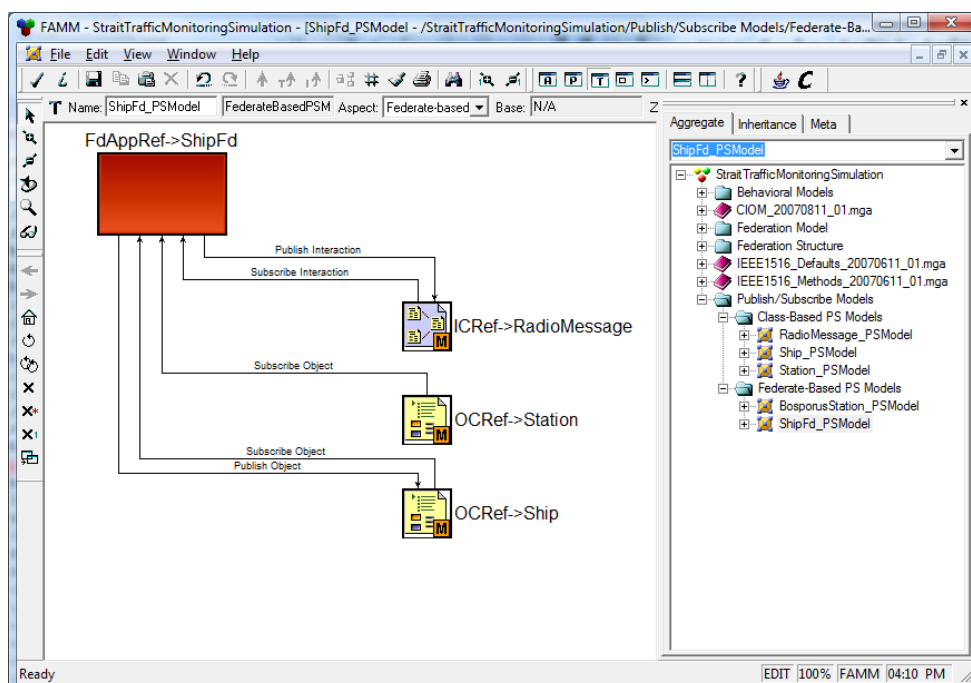 FAMM - StraitTrafficMonitoringSimulation - [ShipFd_PSModel - /StraitTrafficMonitoringSimulation/Publish/Subscribe Models/Federate-Ba...
File Edit View Window Help
Name: ShipFd_PSModel FederateBasedPSM Aspect: Federate-based Base: N/A Z
FdAppRef->ShipFd
Publish Interaction
Subscribe Interaction
ICRef->RadioMessage
Subscribe Object
OCRef->Station
Subscribe Object
Publish Object
OCRef->Ship
Aggregate Inheritance Meta
ShipFd_PSModel
StraitTrafficMonitoringSimulation
Behavioral Models
CIOM_20070811_01.mga
Federation Model
Federation Structure
IEEE1516_Defaults_20070611_01.mga
IEEE1516_Methods_20070611_01.mga
Publish/Subscribe Models
Class-Based PS Models
RadioMessage_PSModel
Ship_PSModel
Station_PSModel
Federate-Based PS Models
BosporusStation_PSModel
ShipFd_PSModel
Ready EDIT 100% FAMM 04:10 PM